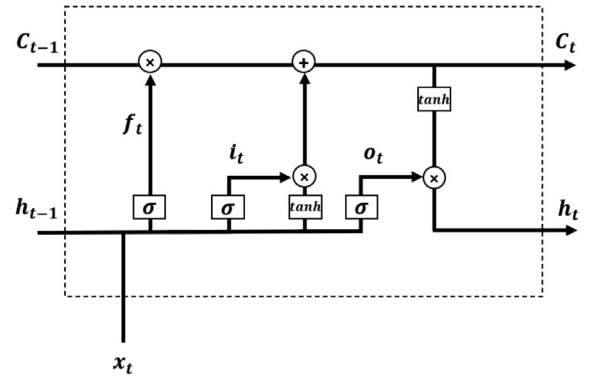 C_{t-1} C_t
× +
tanh
f_t
i_t o_t
× ×
σ σ tanh σ
h_{t-1} h_t
x_t